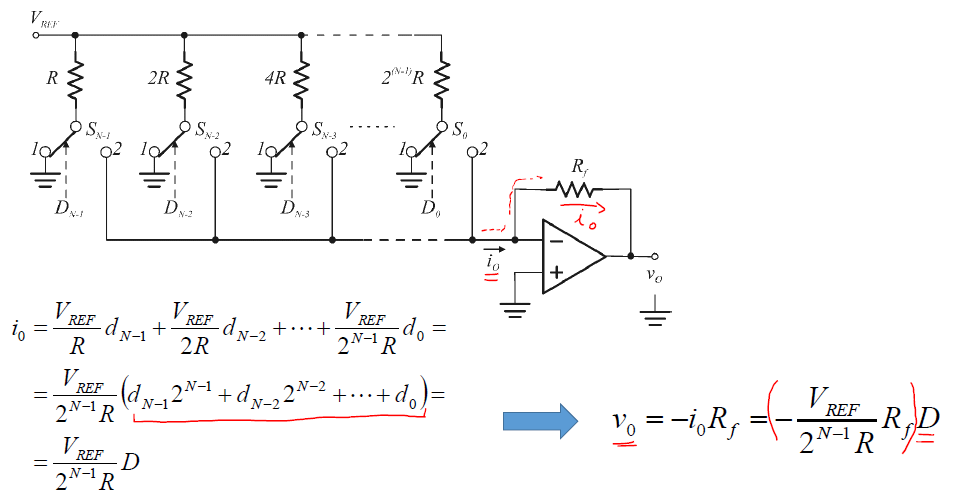 V_REF
R 2R 4R 2^(N-1)R
S_N-1 S_N-2 S_N-3 ........ S_0
1 2 1 2 1 2 1 2
D_N-1 D_N-2 D_N-3 D_0
R_f
i_0
i_O
− +
v_O
i_0 = V_REF/R d_N-1 + V_REF/2R d_N-2 + ⋯ + V_REF/2^N-1 R d_0 =
= V_REF/2^N-1 R (d_N-1 2^N-1 + d_N-2 2^N-2 + ⋯ + d_0) =
= V_REF/2^N-1 R D
v_0 = −i_0 R_f = (− V_REF/2^N-1 R R_f) D